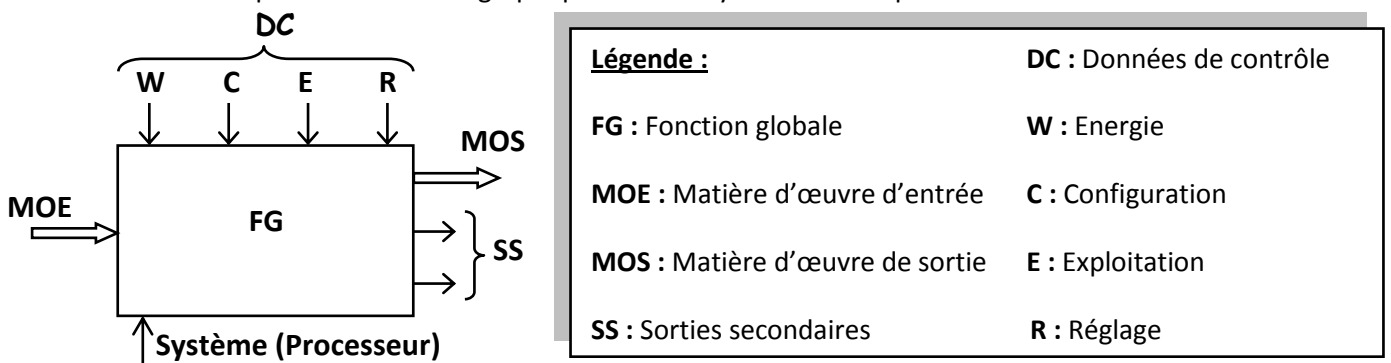 DC
W C E R
MOS
MOE
FG
SS
Système (Processeur)
Légende :
DC : Données de contrôle
FG : Fonction globale
W : Energie
MOE : Matière d'œuvre d'entrée
C : Configuration
MOS : Matière d'œuvre de sortie
E : Exploitation
SS : Sorties secondaires
R : Réglage